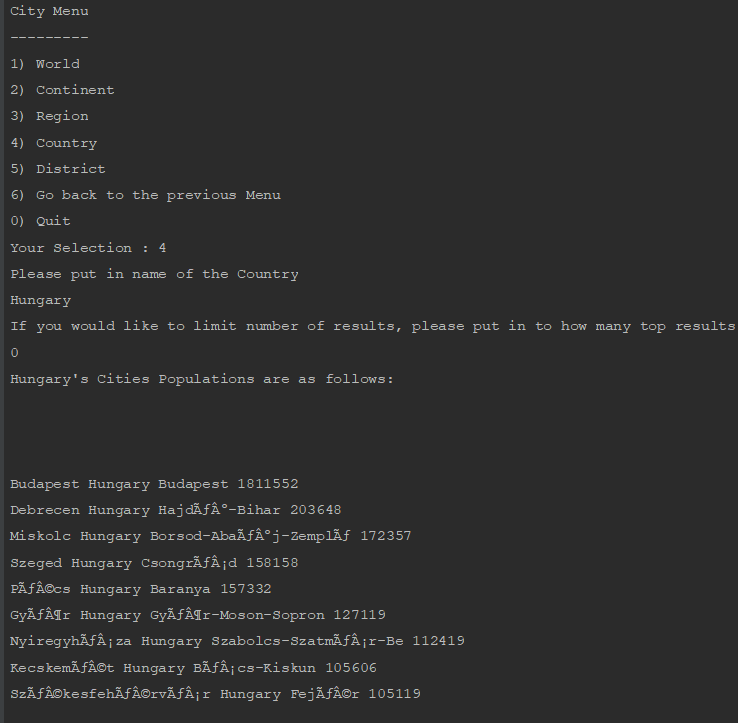 City Menu
---------
1) World
2) Continent
3) Region
4) Country
5) District
6) Go back to the previous Menu
0) Quit
Your Selection : 4
Please put in name of the Country
Hungary
If you would like to limit number of results, please put in to how many top results
0
Hungary's Cities Populations are as follows:
Budapest Hungary Budapest 1811552
Debrecen Hungary HajdÃƒÂº-Bihar 203648
Miskolc Hungary Borsod-AbaÃƒÂºj-ZemplÃƒ 172357
Szeged Hungary CsongrÃƒÂ¡d 158158
PÃƒÂ©cs Hungary Baranya 157332
GyÃƒÂ¶r Hungary GyÃƒÂ¶r-Moson-Sopron 127119
NyiregyhÃƒÂ¡za Hungary Szabolcs-SzatmÃƒÂ¡r-Be 112419
KecskemÃƒÂ©t Hungary BÃƒÂ¡cs-Kiskun 105606
SzÃƒÂ©kesfehÃƒÂ©rvÃƒÂ¡r Hungary FejÃƒÂ©r 105119